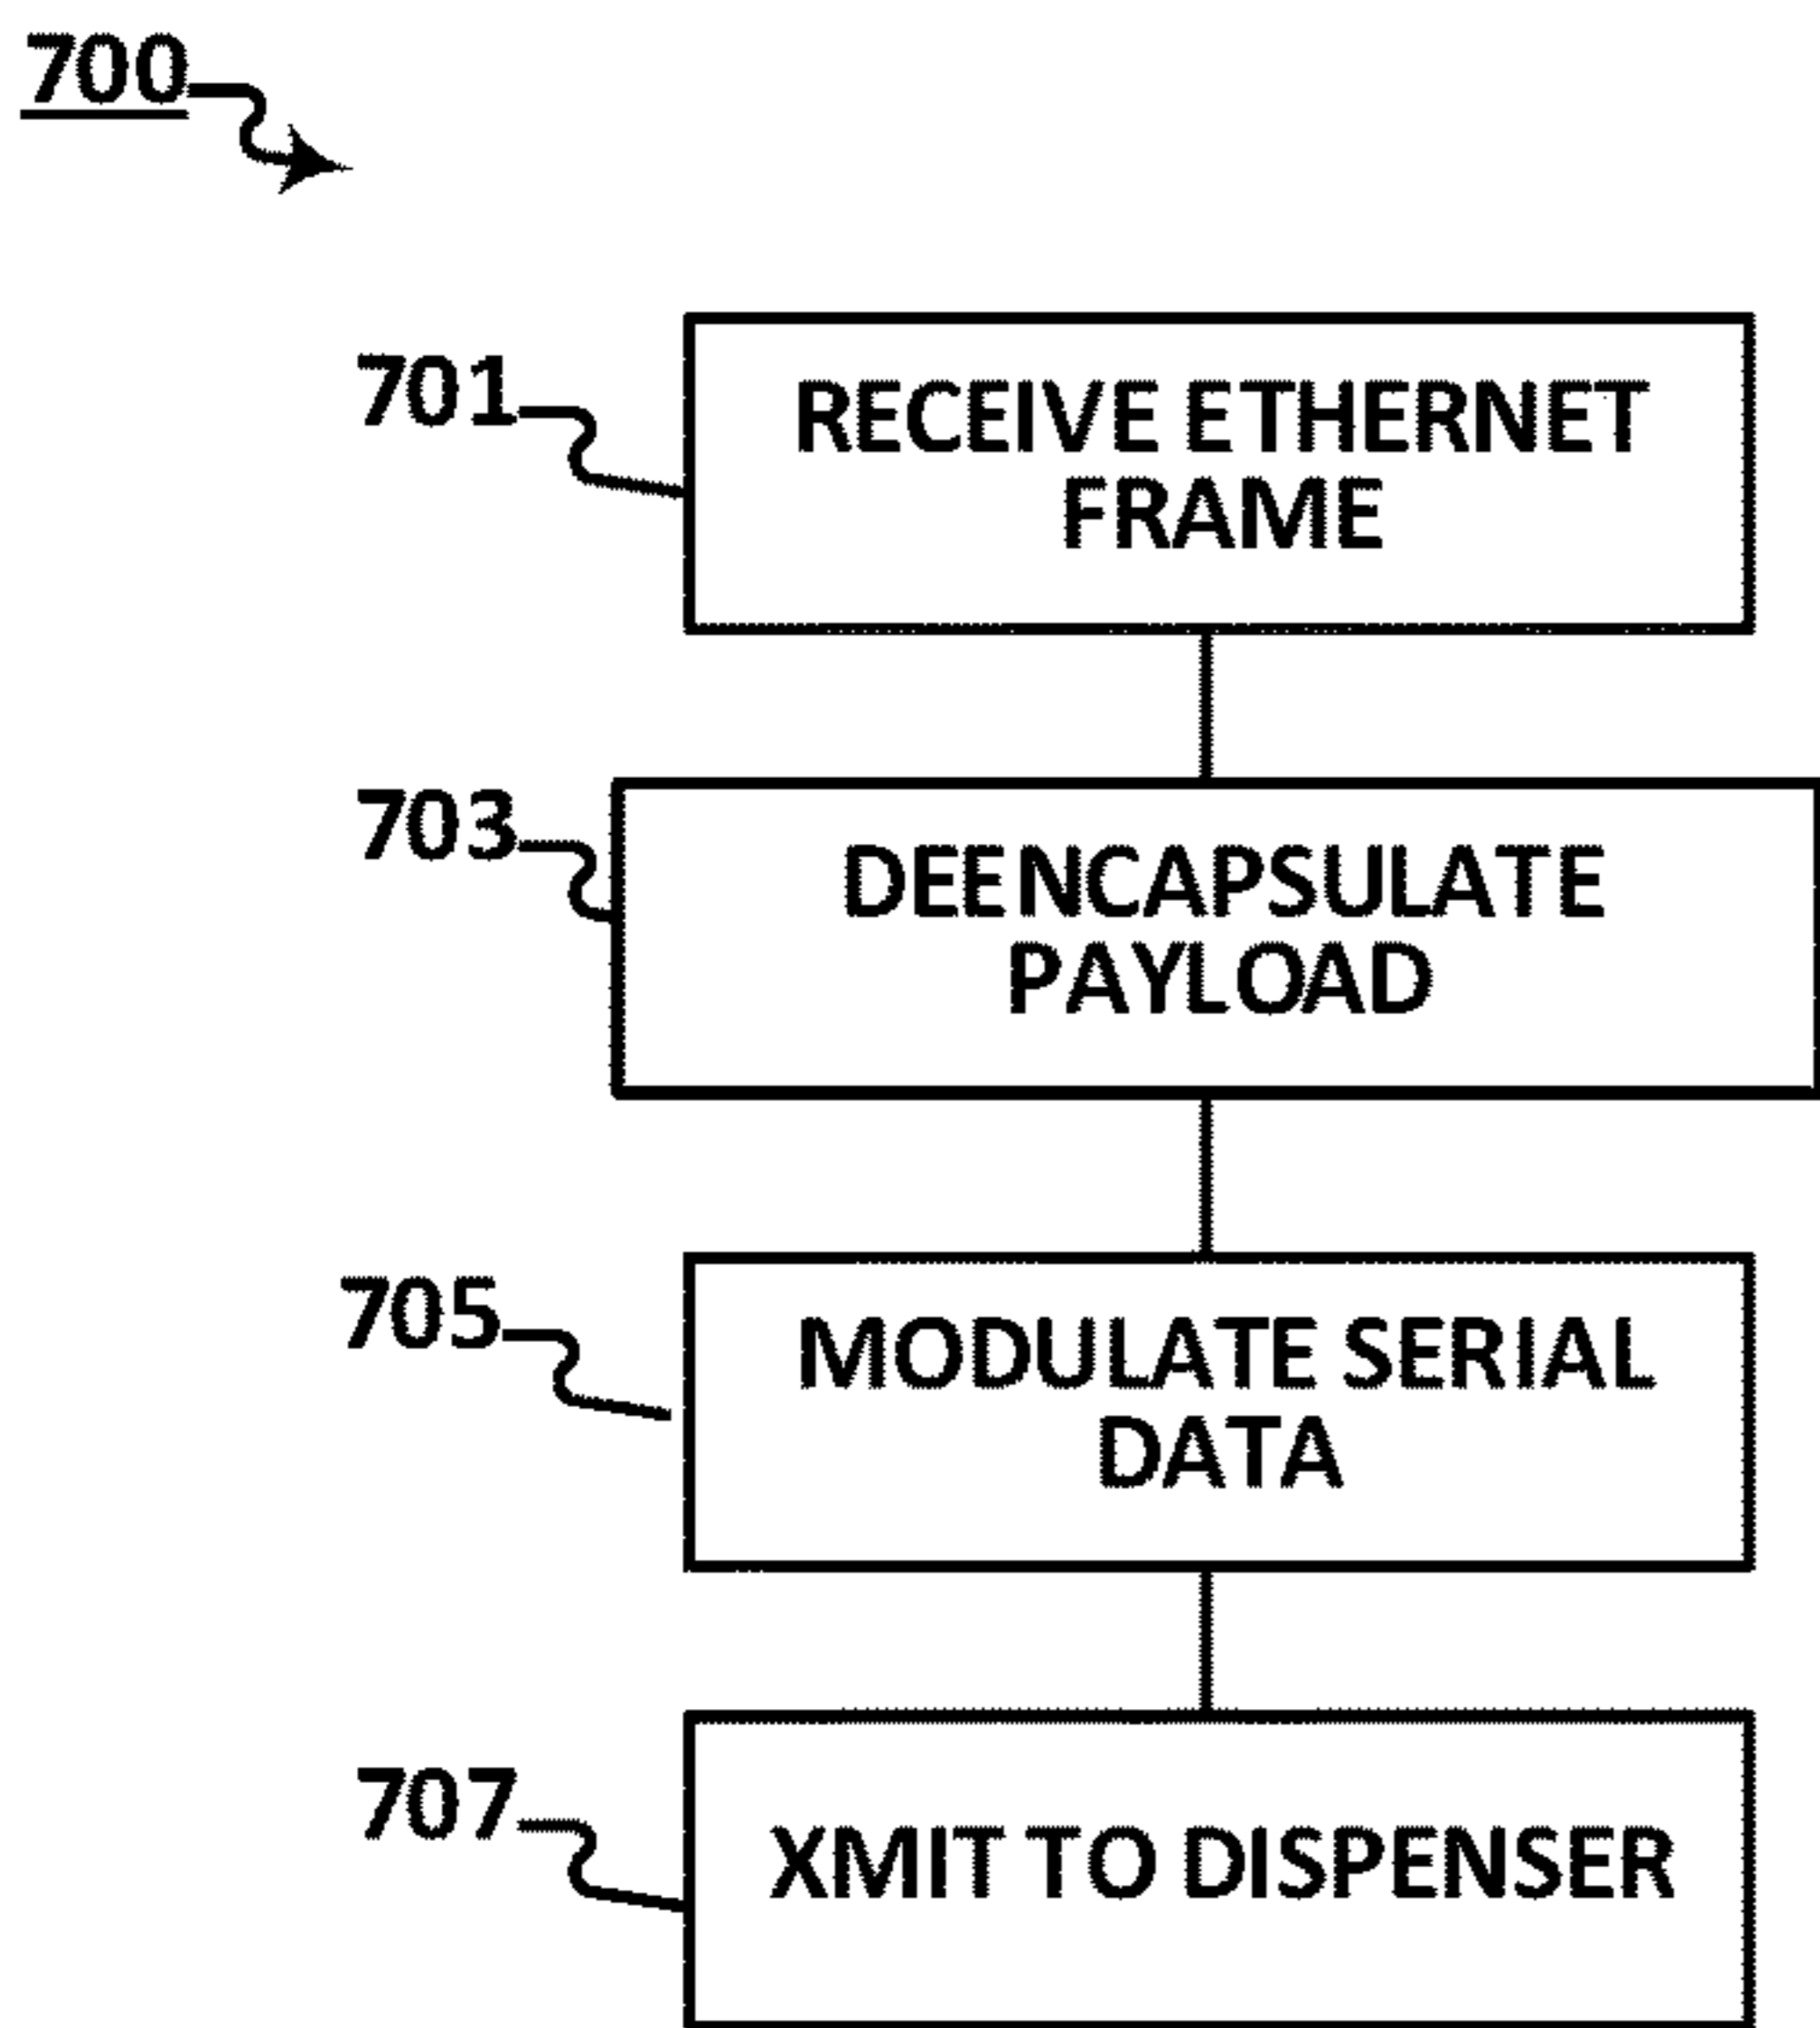 700
701
RECEIVE ETHERNET
FRAME
703
DEENCAPSULATE
PAYLOAD
705
MODULATE SERIAL
DATA
707
XMIT TO DISPENSER